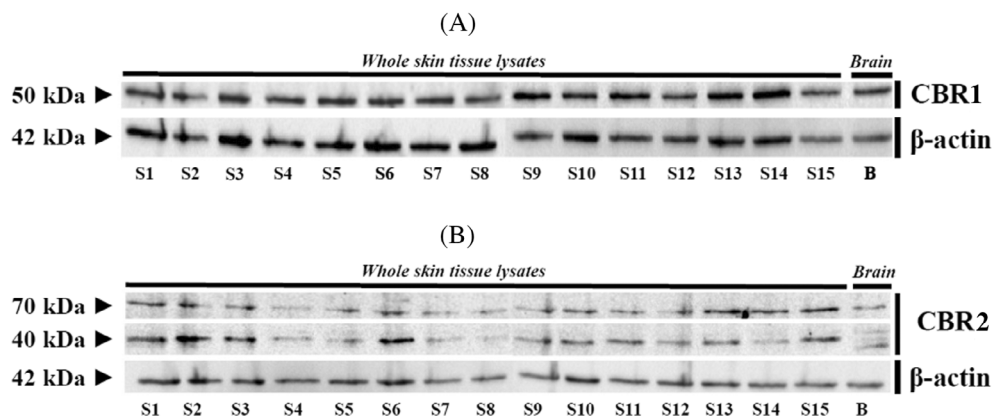 (A)
Whole skin tissue lysates Brain
50 kDa CBR1
42 kDa β-actin
S1 S2 S3 S4 S5 S6 S7 S8 S9 S10 S11 S12 S13 S14 S15 B
(B)
Whole skin tissue lysates Brain
70 kDa
CBR2
40 kDa
42 kDa β-actin
S1 S2 S3 S4 S5 S6 S7 S8 S9 S10 S11 S12 S13 S14 S15 B